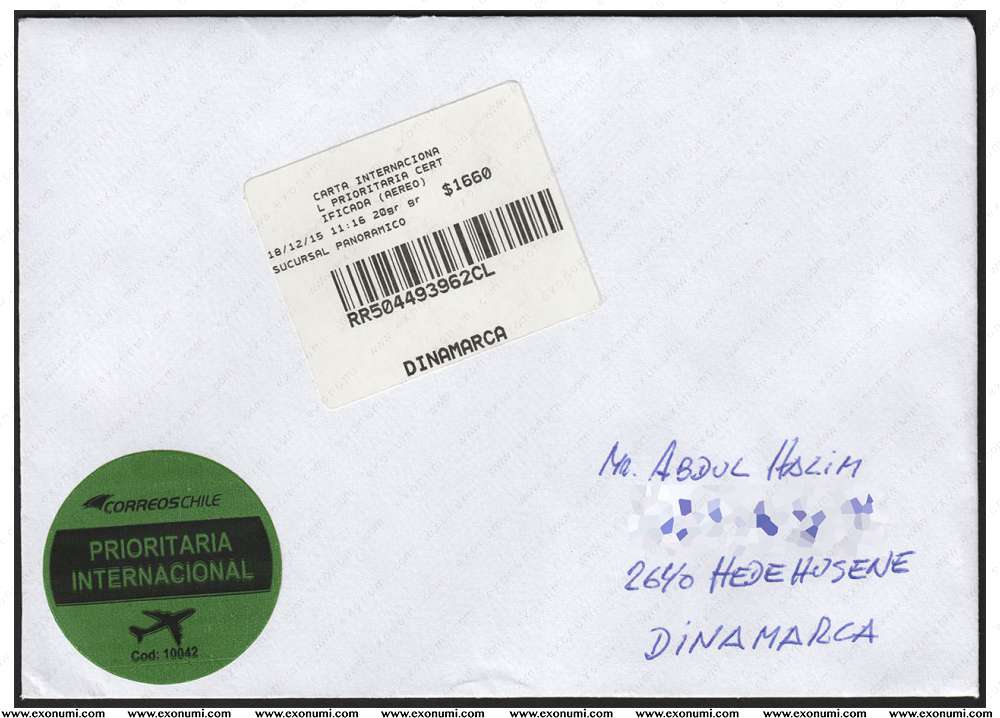 CARTA INTERNACIONA
L PRIORITARIA CERT
IFICADA (AEREO) $1660
18/12/15 11:16 20gr gr
SUCURSAL PANORAMICO
RR504493962CL
DINAMARCA
Mr. ABDUL HALIM
2640 HEDEHUSENE
DINAMARCA
CORREOSCHILE
PRIORITARIA
INTERNACIONAL
Cod: 10042
www.exonumi.com www.exonumi.com www.exonumi.com www.exonumi.com www.exonumi.com www.exonumi.com www.exonumi.com www.exonumi.com